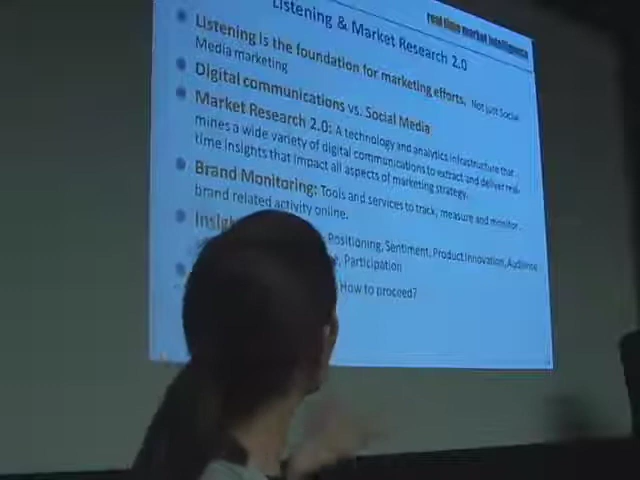 real time market intelligence
Listening & Market Research 2.0
Listening is the foundation for marketing efforts. Not just Social
Media marketing
Digital communications vs. Social Media
Market Research 2.0: A technology and analytics infrastructure that
mines a wide variety of digital communications to extract and deliver real-
time insights that impact all aspects of marketing strategy.
Brand Monitoring: Tools and services to track, measure and monitor
brand related activity online.
Positioning, Sentiment, Product Innovation, Audience
, Participation
How to proceed?